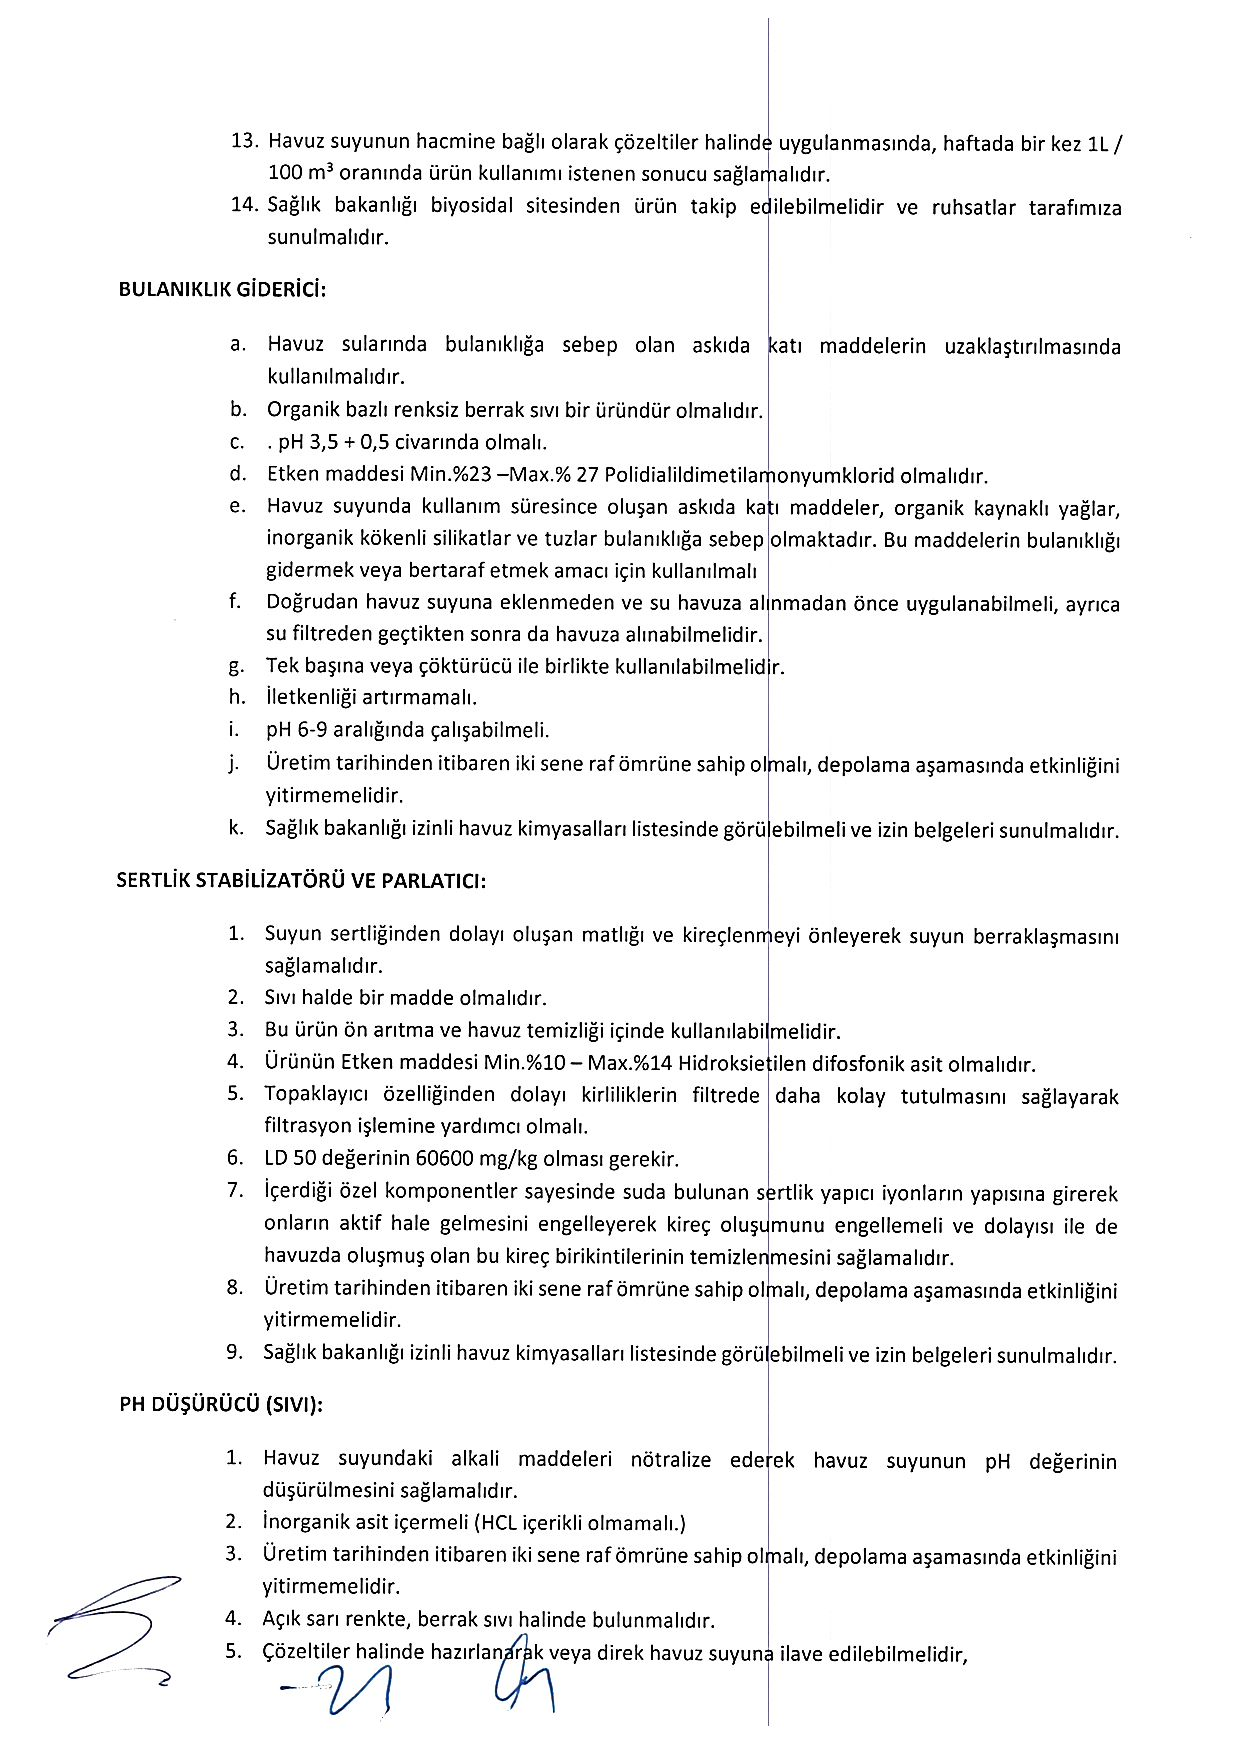 13. Havuz suyunun hacmine bağlı olarak çözeltiler halinde uygulanmasında, haftada bir kez 1L /
100 m³ oranında ürün kullanımı istenen sonucu sağlamalıdır.
14. Sağlık bakanlığı biyosidal sitesinden ürün takip edilebilmelidir ve ruhsatlar tarafımıza
sunulmalıdır.
BULANIKLIK GİDERİCİ:
a. Havuz sularında bulanıklığa sebep olan askıda katı maddelerin uzaklaştırılmasında
kullanılmalıdır.
b. Organik bazlı renksiz berrak sıvı bir üründür olmalıdır.
c. . pH 3,5 + 0,5 civarında olmalı.
d. Etken maddesi Min.%23 –Max.% 27 Polidialildimetilamonyumklorid olmalıdır.
e. Havuz suyunda kullanım süresince oluşan askıda katı maddeler, organik kaynaklı yağlar,
inorganik kökenli silikatlar ve tuzlar bulanıklığa sebep olmaktadır. Bu maddelerin bulanıklığı
gidermek veya bertaraf etmek amacı için kullanılmalı
f. Doğrudan havuz suyuna eklenmeden ve su havuza alınmadan önce uygulanabilmeli, ayrıca
su filtreden geçtikten sonra da havuza alınabilmelidir.
g. Tek başına veya çöktürücü ile birlikte kullanılabilmelidir.
h. İletkenliği artırmamalı.
i. pH 6-9 aralığında çalışabilmeli.
j. Üretim tarihinden itibaren iki sene raf ömrüne sahip olmalı, depolama aşamasında etkinliğini
yitirmemelidir.
k. Sağlık bakanlığı izinli havuz kimyasalları listesinde görülebilmeli ve izin belgeleri sunulmalıdır.
SERTLİK STABİLİZATÖRÜ VE PARLATICI:
1. Suyun sertliğinden dolayı oluşan matlığı ve kireçlenmeyi önleyerek suyun berraklaşmasını
sağlamalıdır.
2. Sıvı halde bir madde olmalıdır.
3. Bu ürün ön arıtma ve havuz temizliği içinde kullanılabilmelidir.
4. Ürünün Etken maddesi Min.%10 – Max.%14 Hidroksietilen difosfonik asit olmalıdır.
5. Topaklayıcı özelliğinden dolayı kirliliklerin filtrede daha kolay tutulmasını sağlayarak
filtrasyon işlemine yardımcı olmalı.
6. LD 50 değerinin 60600 mg/kg olması gerekir.
7. İçerdiği özel komponentler sayesinde suda bulunan sertlik yapıcı iyonların yapısına girerek
onların aktif hale gelmesini engelleyerek kireç oluşumunu engellemeli ve dolayısı ile de
havuzda oluşmuş olan bu kireç birikintilerinin temizlenmesini sağlamalıdır.
8. Üretim tarihinden itibaren iki sene raf ömrüne sahip olmalı, depolama aşamasında etkinliğini
yitirmemelidir.
9. Sağlık bakanlığı izinli havuz kimyasalları listesinde görülebilmeli ve izin belgeleri sunulmalıdır.
PH DÜŞÜRÜCÜ (SIVI):
1. Havuz suyundaki alkali maddeleri nötralize ederek havuz suyunun pH değerinin
düşürülmesini sağlamalıdır.
2. İnorganik asit içermeli (HCL içerikli olmamalı.)
3. Üretim tarihinden itibaren iki sene raf ömrüne sahip olmalı, depolama aşamasında etkinliğini
yitirmemelidir.
4. Açık sarı renkte, berrak sıvı halinde bulunmalıdır.
5. Çözeltiler halinde hazırlanarak veya direk havuz suyuna ilave edilebilmelidir,